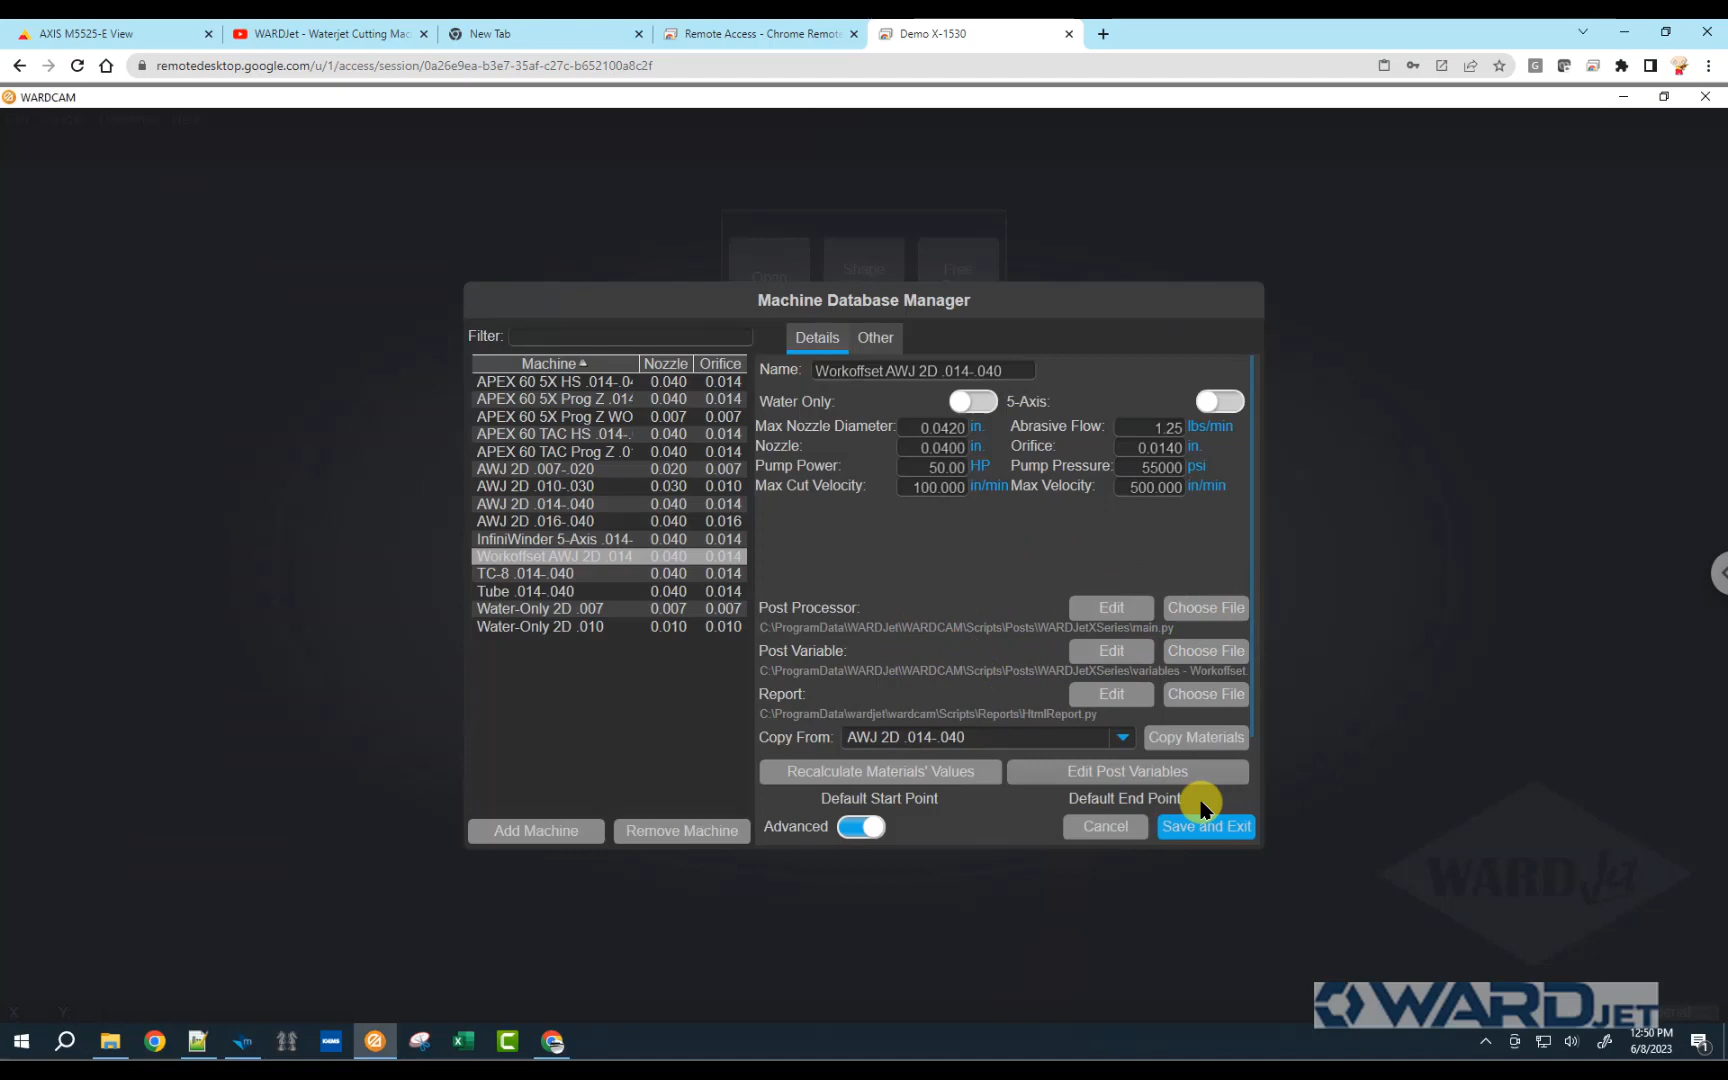 AXIS M5525-E View
WARDJet - Waterjet Cutting Mac
New Tab
Remote Access - Chrome Remote
Demo X-1530
remotedesktop.google.com/u/1/access/session/0a26e9ea-b3e7-35af-c27c-b652100a8c2f
WARDCAM
Open Shape Free
Machine Database Manager
Filter:
Details Other
Machine Nozzle Orifice
APEX 60 5X HS .014-.04 0.040 0.014
APEX 60 5X Prog Z .014 0.040 0.014
APEX 60 5X Prog Z WO 0.007 0.007
APEX 60 TAC HS .014-. 0.040 0.014
APEX 60 TAC Prog Z .0 0.040 0.014
AWJ 2D .007-.020 0.020 0.007
AWJ 2D .010-.030 0.030 0.010
AWJ 2D .014-.040 0.040 0.014
AWJ 2D .016-.040 0.040 0.016
InfiniWinder 5-Axis .014- 0.040 0.014
Workoffset AWJ 2D .014 0.040 0.014
TC-8 .014-.040 0.040 0.014
Tube .014-.040 0.040 0.014
Water-Only 2D .007 0.007 0.007
Water-Only 2D .010 0.010 0.010
Name: Workoffset AWJ 2D .014-.040
Water Only: 5-Axis:
Max Nozzle Diameter: 0.0420 in. Abrasive Flow: 1.25 lbs/min
Nozzle: 0.0400 in. Orifice: 0.0140 in.
Pump Power: 50.00 HP Pump Pressure: 55000 psi
Max Cut Velocity: 100.000 in/min Max Velocity: 500.000 in/min
Post Processor: Edit Choose File
C:\ProgramData\WARDJet\WARDCAM\Scripts\Posts\WARDJetXSeries\main.py
Post Variable: Edit Choose File
C:\ProgramData\WARDJet\WARDCAM\Scripts\Posts\WARDJetXSeries\variables - Workoffset.
Report: Edit Choose File
C:\ProgramData\wardjet\wardcam\Scripts\Reports\HtmlReport.py
Copy From: AWJ 2D .014-.040 Copy Materials
Recalculate Materials' Values Edit Post Variables
Default Start Point Default End Point
Add Machine Remove Machine Advanced Cancel Save and Exit
WARDJet
X Y
WARDJET
12:50 PM
6/8/2023
1